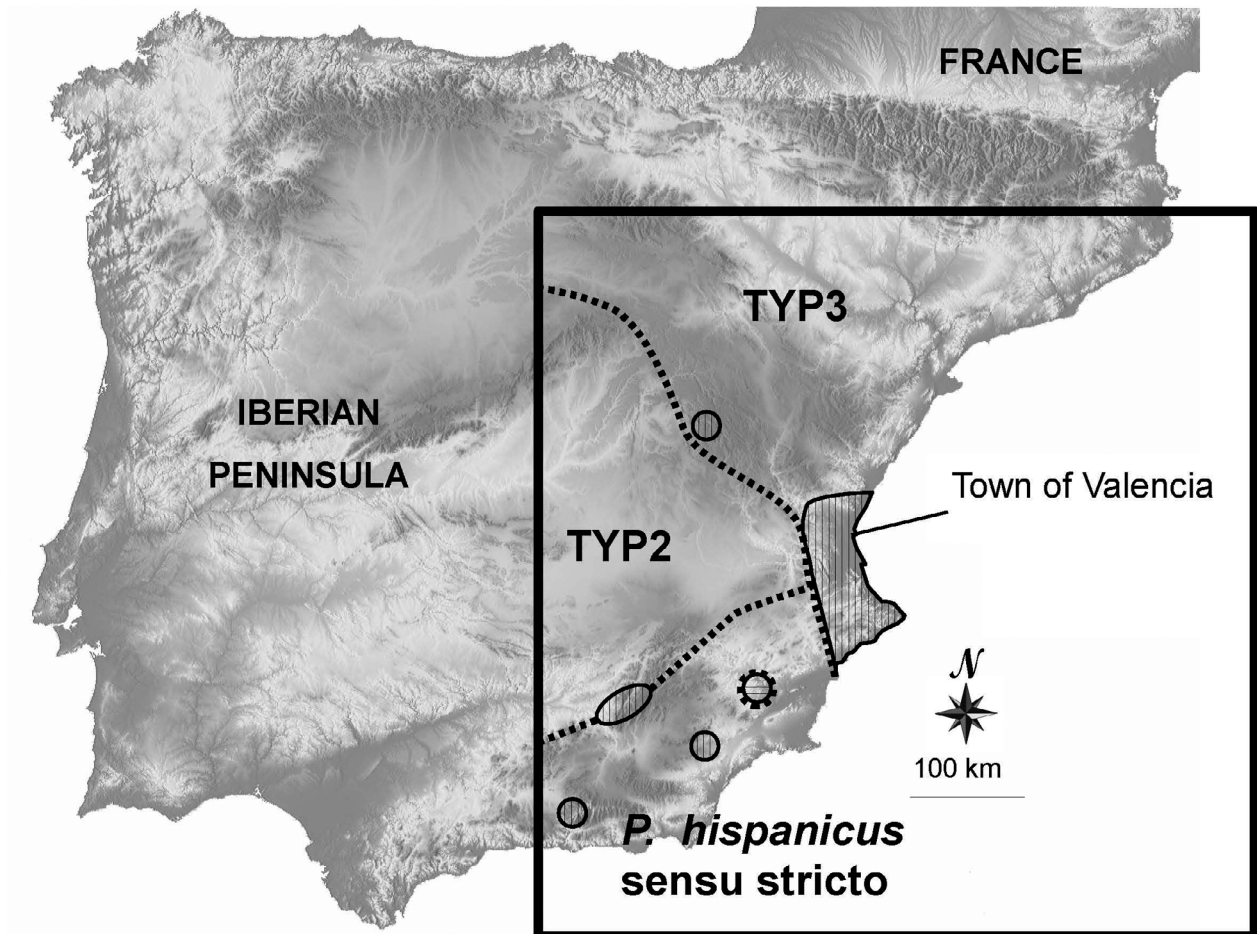 FRANCE
TYP3
IBERIAN
PENINSULA
Town of Valencia
TYP2
N
100 km
P. hispanicus
sensu stricto